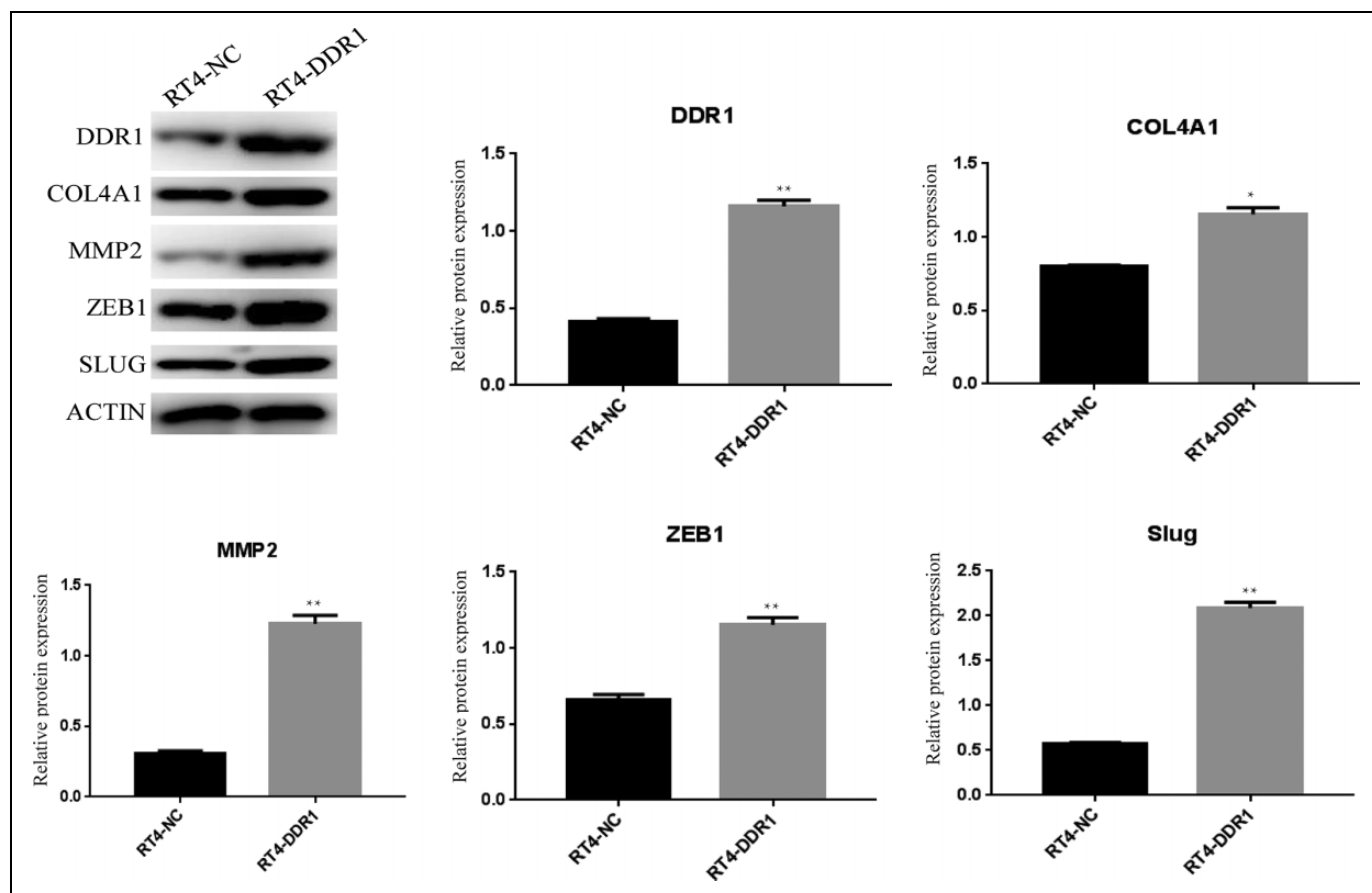 RT4-NC RT4-DDR1
DDR1
COL4A1
MMP2
ZEB1
SLUG
ACTIN
DDR1
Relative protein expression
1.5
1.0
0.5
0.0
**
RT4-NC
RT4-DDR1
COL4A1
Relative protein expression
1.5
1.0
0.5
0.0
*
RT4-NC
RT4-DDR1
MMP2
Relative protein expression
1.5
1.0
0.5
0.0
**
RT4-NC
RT4-DDR1
ZEB1
Relative protein expression
1.5
1.0
0.5
0.0
**
RT4-NC
RT4-DDR1
Slug
Relative protein expression
2.5
2.0
1.5
1.0
0.5
0.0
**
RT4-NC
RT4-DDR1